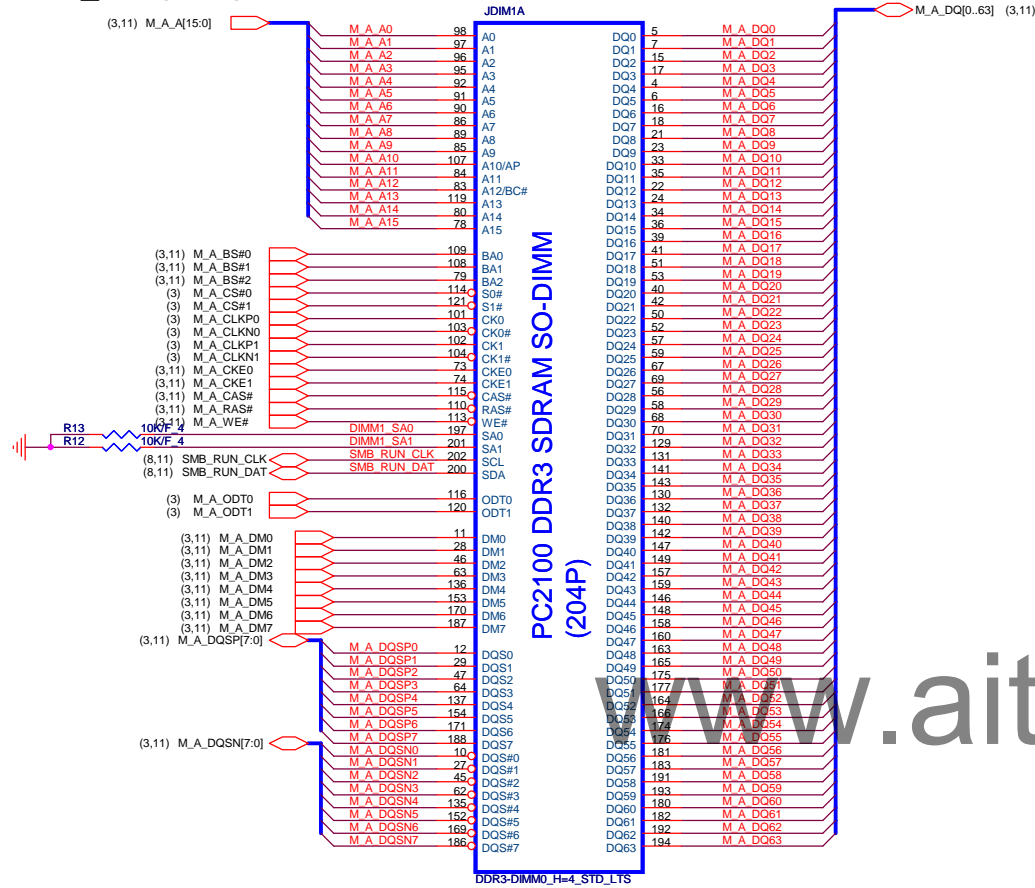 JDIM1A
(3,11) M_A_A[15:0]
M_A_DQ[0..63] (3,11)
M_A_A0 98 A0 DQ0 5 M_A_DQ0
M_A_A1 97 A1 DQ1 7 M_A_DQ1
M_A_A2 96 A2 DQ2 15 M_A_DQ2
M_A_A3 95 A3 DQ3 17 M_A_DQ3
M_A_A4 92 A4 DQ4 4 M_A_DQ4
M_A_A5 91 A5 DQ5 6 M_A_DQ5
M_A_A6 90 A6 DQ6 16 M_A_DQ6
M_A_A7 86 A7 DQ7 18 M_A_DQ7
M_A_A8 89 A8 DQ8 21 M_A_DQ8
M_A_A9 85 A9 DQ9 23 M_A_DQ9
M_A_A10 107 A10/AP DQ10 33 M_A_DQ10
M_A_A11 84 A11 DQ11 35 M_A_DQ11
M_A_A12 83 A12/BC# DQ12 22 M_A_DQ12
M_A_A13 119 A13 DQ13 24 M_A_DQ13
M_A_A14 80 A14 DQ14 34 M_A_DQ14
M_A_A15 78 A15 DQ15 36 M_A_DQ15
DQ16 39 M_A_DQ16
(3,11) M_A_BS#0 109 BA0 DQ17 41 M_A_DQ17
(3,11) M_A_BS#1 108 BA1 DQ18 51 M_A_DQ18
(3,11) M_A_BS#2 79 BA2 DQ19 53 M_A_DQ19
(3) M_A_CS#0 114 S0# DQ20 40 M_A_DQ20
(3) M_A_CS#1 121 S1# DQ21 42 M_A_DQ21
(3) M_A_CLKP0 101 CK0 DQ22 50 M_A_DQ22
(3) M_A_CLKN0 103 CK0# DQ23 52 M_A_DQ23
(3) M_A_CLKP1 102 CK1 DQ24 57 M_A_DQ24
(3) M_A_CLKN1 104 CK1# DQ25 59 M_A_DQ25
(3,11) M_A_CKE0 73 CKE0 DQ26 67 M_A_DQ26
(3,11) M_A_CKE1 74 CKE1 DQ27 69 M_A_DQ27
(3,11) M_A_CAS# 115 CAS# DQ28 56 M_A_DQ28
(3,11) M_A_RAS# 110 RAS# DQ29 58 M_A_DQ29
(3,11) M_A_WE# 113 WE# DQ30 68 M_A_DQ30
R13 10K/F_4 DIMM1_SA0 197 SA0 DQ31 70 M_A_DQ31
R12 10K/F_4 DIMM1_SA1 201 SA1 DQ32 129 M_A_DQ32
(8,11) SMB_RUN_CLK SMB_RUN_CLK 202 SCL DQ33 131 M_A_DQ33
(8,11) SMB_RUN_DAT SMB_RUN_DAT 200 SDA DQ34 141 M_A_DQ34
DQ35 143 M_A_DQ35
(3) M_A_ODT0 116 ODT0 DQ36 130 M_A_DQ36
(3) M_A_ODT1 120 ODT1 DQ37 132 M_A_DQ37
DQ38 140 M_A_DQ38
(3,11) M_A_DM0 11 DM0 DQ39 142 M_A_DQ39
(3,11) M_A_DM1 28 DM1 DQ40 147 M_A_DQ40
(3,11) M_A_DM2 46 DM2 DQ41 149 M_A_DQ41
(3,11) M_A_DM3 63 DM3 DQ42 157 M_A_DQ42
(3,11) M_A_DM4 136 DM4 DQ43 159 M_A_DQ43
(3,11) M_A_DM5 153 DM5 DQ44 146 M_A_DQ44
(3,11) M_A_DM6 170 DM6 DQ45 148 M_A_DQ45
(3,11) M_A_DM7 187 DM7 DQ46 158 M_A_DQ46
(3,11) M_A_DQSP[7:0] DQ47 160 M_A_DQ47
M_A_DQSP0 12 DQS0 DQ48 163 M_A_DQ48
M_A_DQSP1 29 DQS1 DQ49 165 M_A_DQ49
M_A_DQSP2 47 DQS2 DQ50 175 M_A_DQ50
M_A_DQSP3 64 DQS3 DQ51 177 M_A_DQ51
M_A_DQSP4 137 DQS4 DQ52 164 M_A_DQ52
M_A_DQSP5 154 DQS5 DQ53 166 M_A_DQ53
M_A_DQSP6 171 DQS6 DQ54 174 M_A_DQ54
M_A_DQSP7 188 DQS7 DQ55 176 M_A_DQ55
(3,11) M_A_DQSN[7:0]
M_A_DQSN0 10 DQS#0 DQ56 181 M_A_DQ56
M_A_DQSN1 27 DQS#1 DQ57 183 M_A_DQ57
M_A_DQSN2 45 DQS#2 DQ58 191 M_A_DQ58
M_A_DQSN3 62 DQS#3 DQ59 193 M_A_DQ59
M_A_DQSN4 135 DQS#4 DQ60 180 M_A_DQ60
M_A_DQSN5 152 DQS#5 DQ61 182 M_A_DQ61
M_A_DQSN6 169 DQS#6 DQ62 192 M_A_DQ62
M_A_DQSN7 186 DQS#7 DQ63 194 M_A_DQ63
PC2100 DDR3 SDRAM SO-DIMM
(204P)
www.ait
DDR3-DIMM0_H=4_STD_LTS